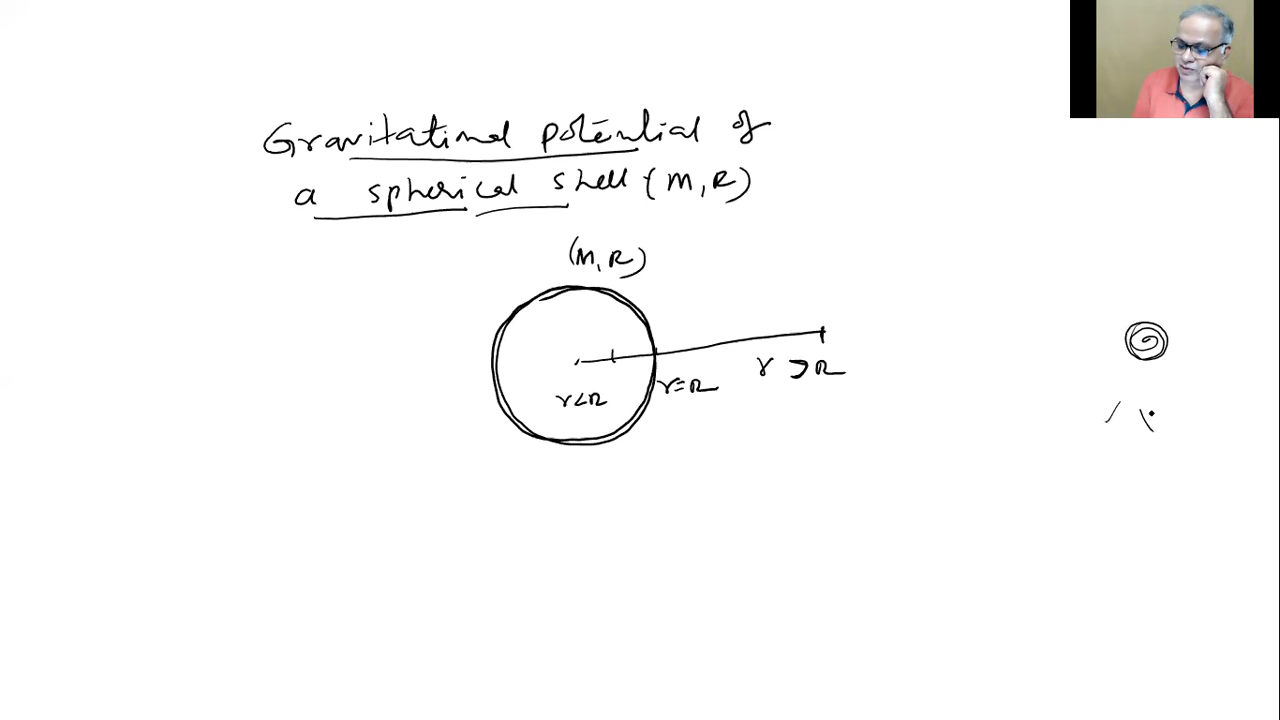 Gravitational potential of
a spherical shell (M, R)
(M, R)
r<R
r=R
r > R